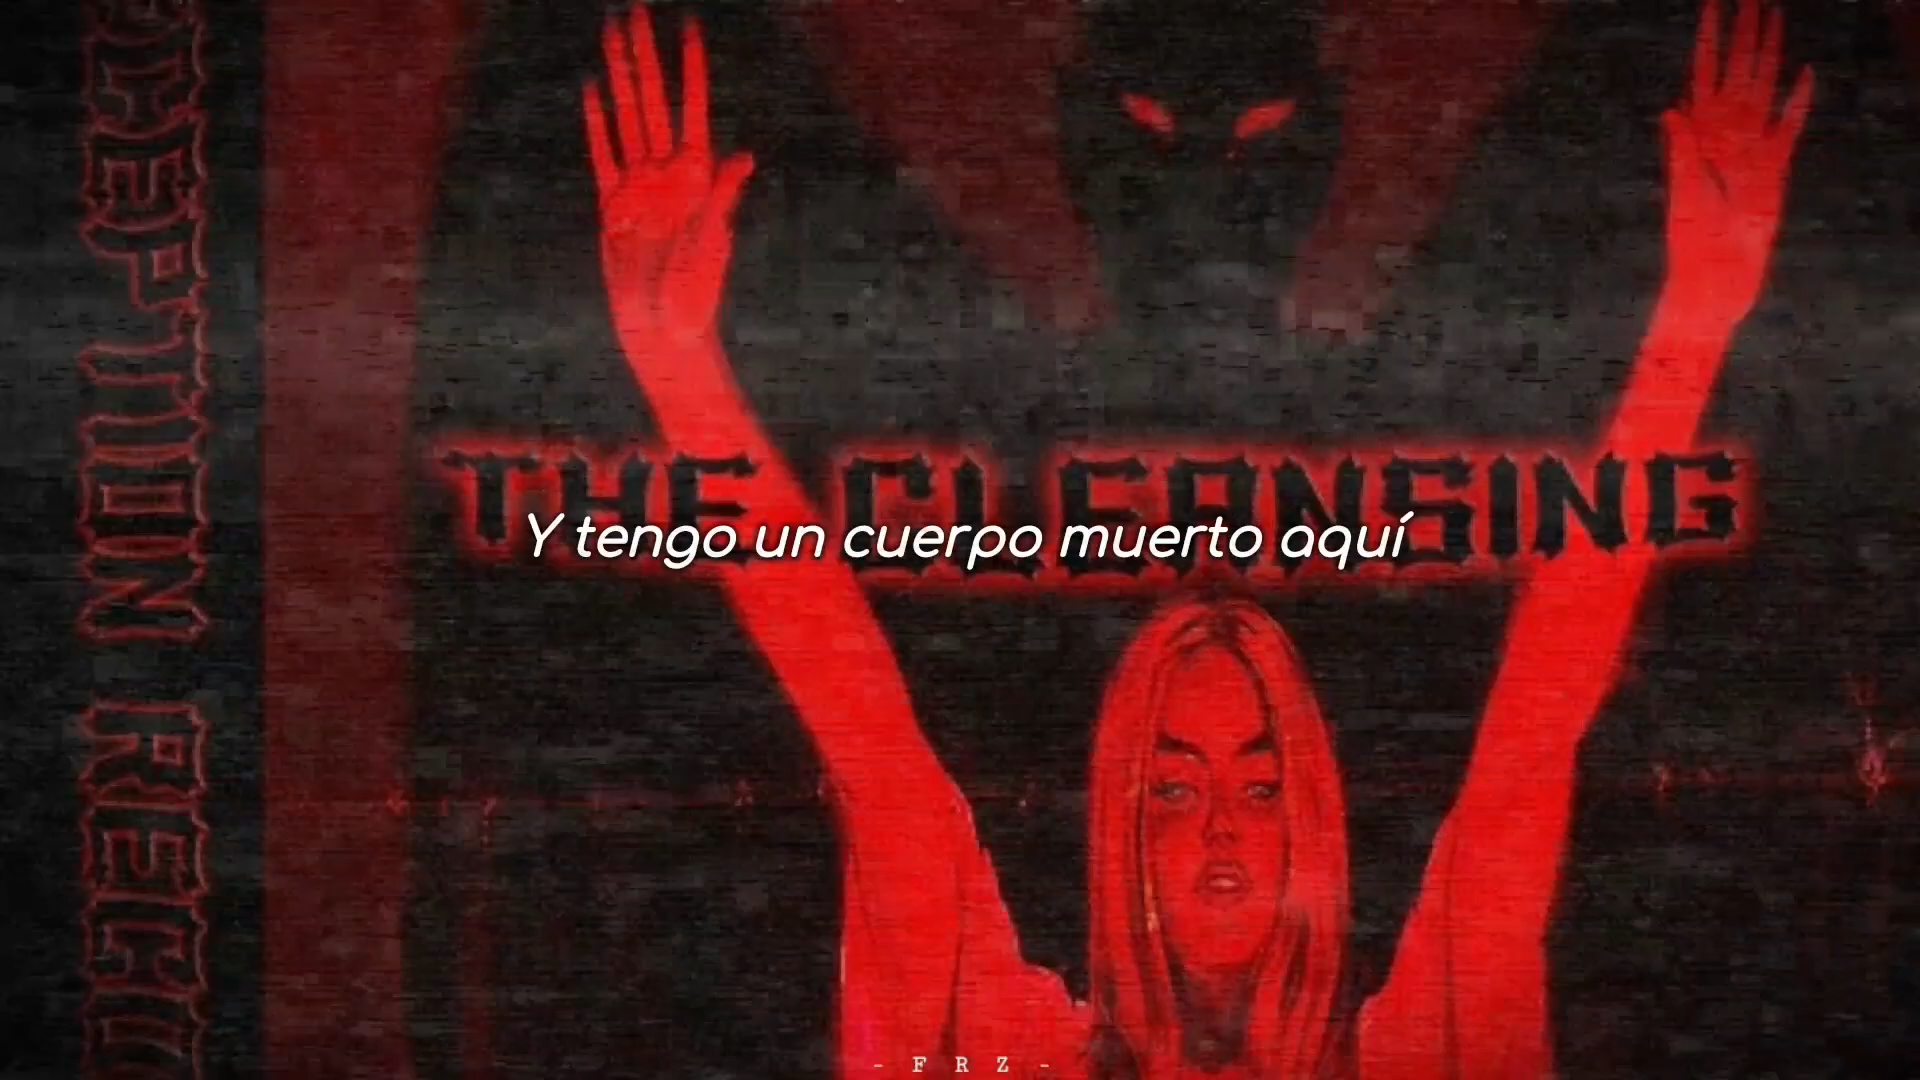 THE CLEANSING
Y tengo un cuerpo muerto aquí
- F R Z -